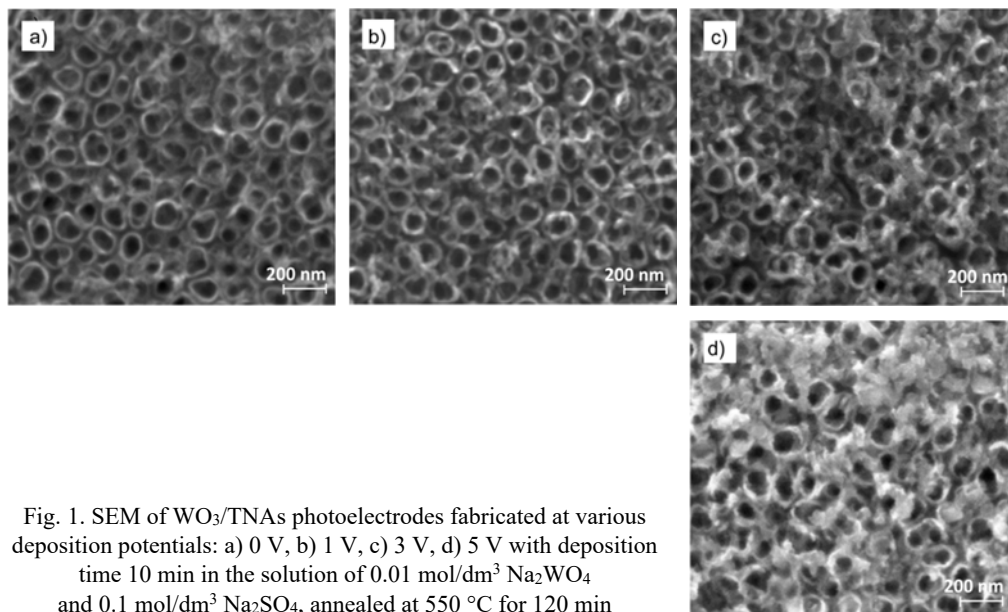 a)
b)
c)
200 nm
200 nm
200 nm
d)
200 nm
Fig. 1. SEM of WO₃/TNAs photoelectrodes fabricated at various
deposition potentials: a) 0 V, b) 1 V, c) 3 V, d) 5 V with deposition
time 10 min in the solution of 0.01 mol/dm³ Na₂WO₄
and 0.1 mol/dm³ Na₂SO₄, annealed at 550 °C for 120 min